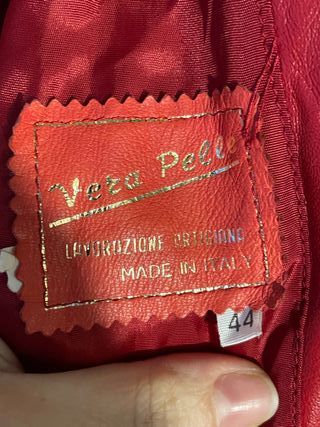 Vera Pelle
LAVORAZIONE ARTIGIANA
MADE IN ITALY
44